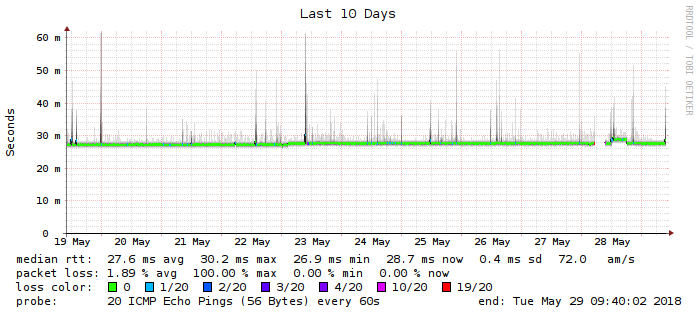 Last 10 Days
RRDTOOL / TOBI OETIKER
Seconds
60 m
50 m
40 m
30 m
20 m
10 m
0
19 May 20 May 21 May 22 May 23 May 24 May 25 May 26 May 27 May 28 May
median rtt: 27.6 ms avg 30.2 ms max 26.9 ms min 28.7 ms now 0.4 ms sd 72.0 am/s
packet loss: 1.89 % avg 100.00 % max 0.00 % min 0.00 % now
loss color: 0 1/20 2/20 3/20 4/20 10/20 19/20
probe: 20 ICMP Echo Pings (56 Bytes) every 60s end: Tue May 29 09:40:02 2018